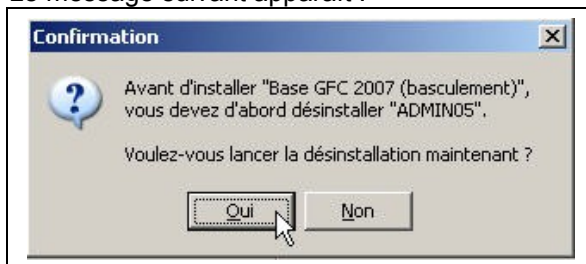 Le message suivant apparaît :
Confirmation
Avant d'installer "Base GFC 2007 (basculement)",
vous devez d'abord désinstaller "ADMIN05".
Voulez-vous lancer la désinstallation maintenant ?
Oui
Non